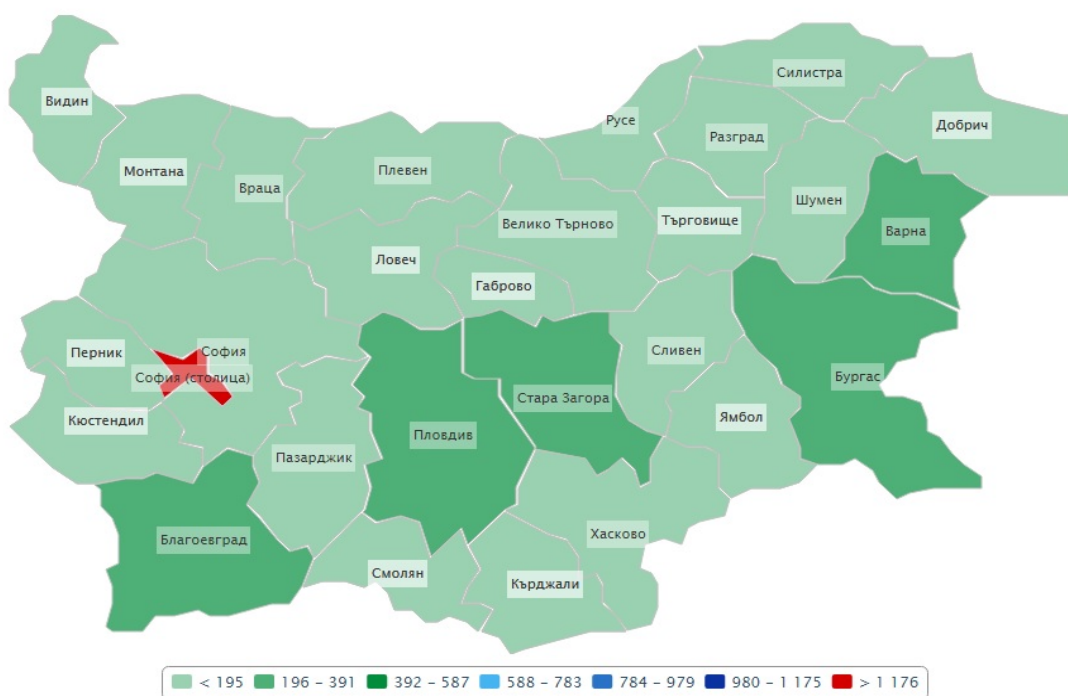 Силистра
Видин
Русе
Добрич
Разград
Монтана
Плевен
Враца
Шумен
Търговище
Велико Търново
Варна
Ловеч
Габрово
София
Перник
Сливен
София (столица)
Бургас
Стара Загора
Кюстендил
Ямбол
Пловдив
Пазарджик
Хасково
Благоевград
Смолян
Кърджали
< 195 196 – 391 392 – 587 588 – 783 784 – 979 980 – 1 175 > 1 176